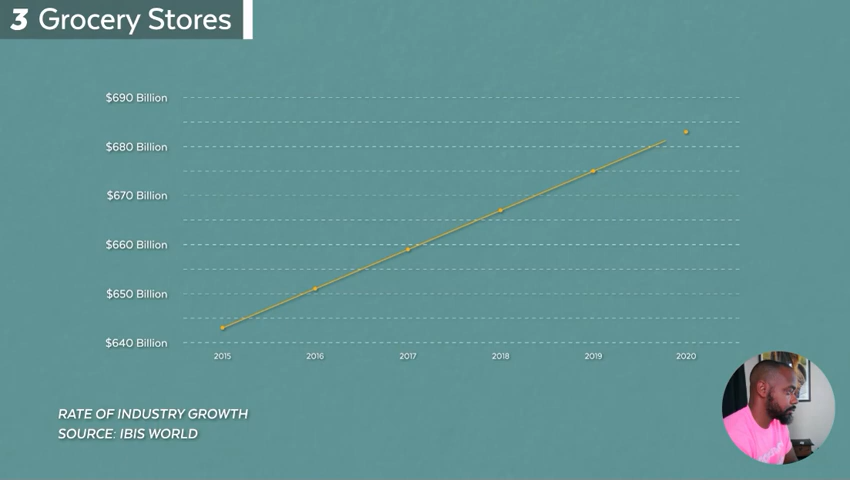 3 Grocery Stores
$690 Billion
$680 Billion
$670 Billion
$660 Billion
$650 Billion
$640 Billion
2015 2016 2017 2018 2019 2020
RATE OF INDUSTRY GROWTH
SOURCE: IBIS WORLD